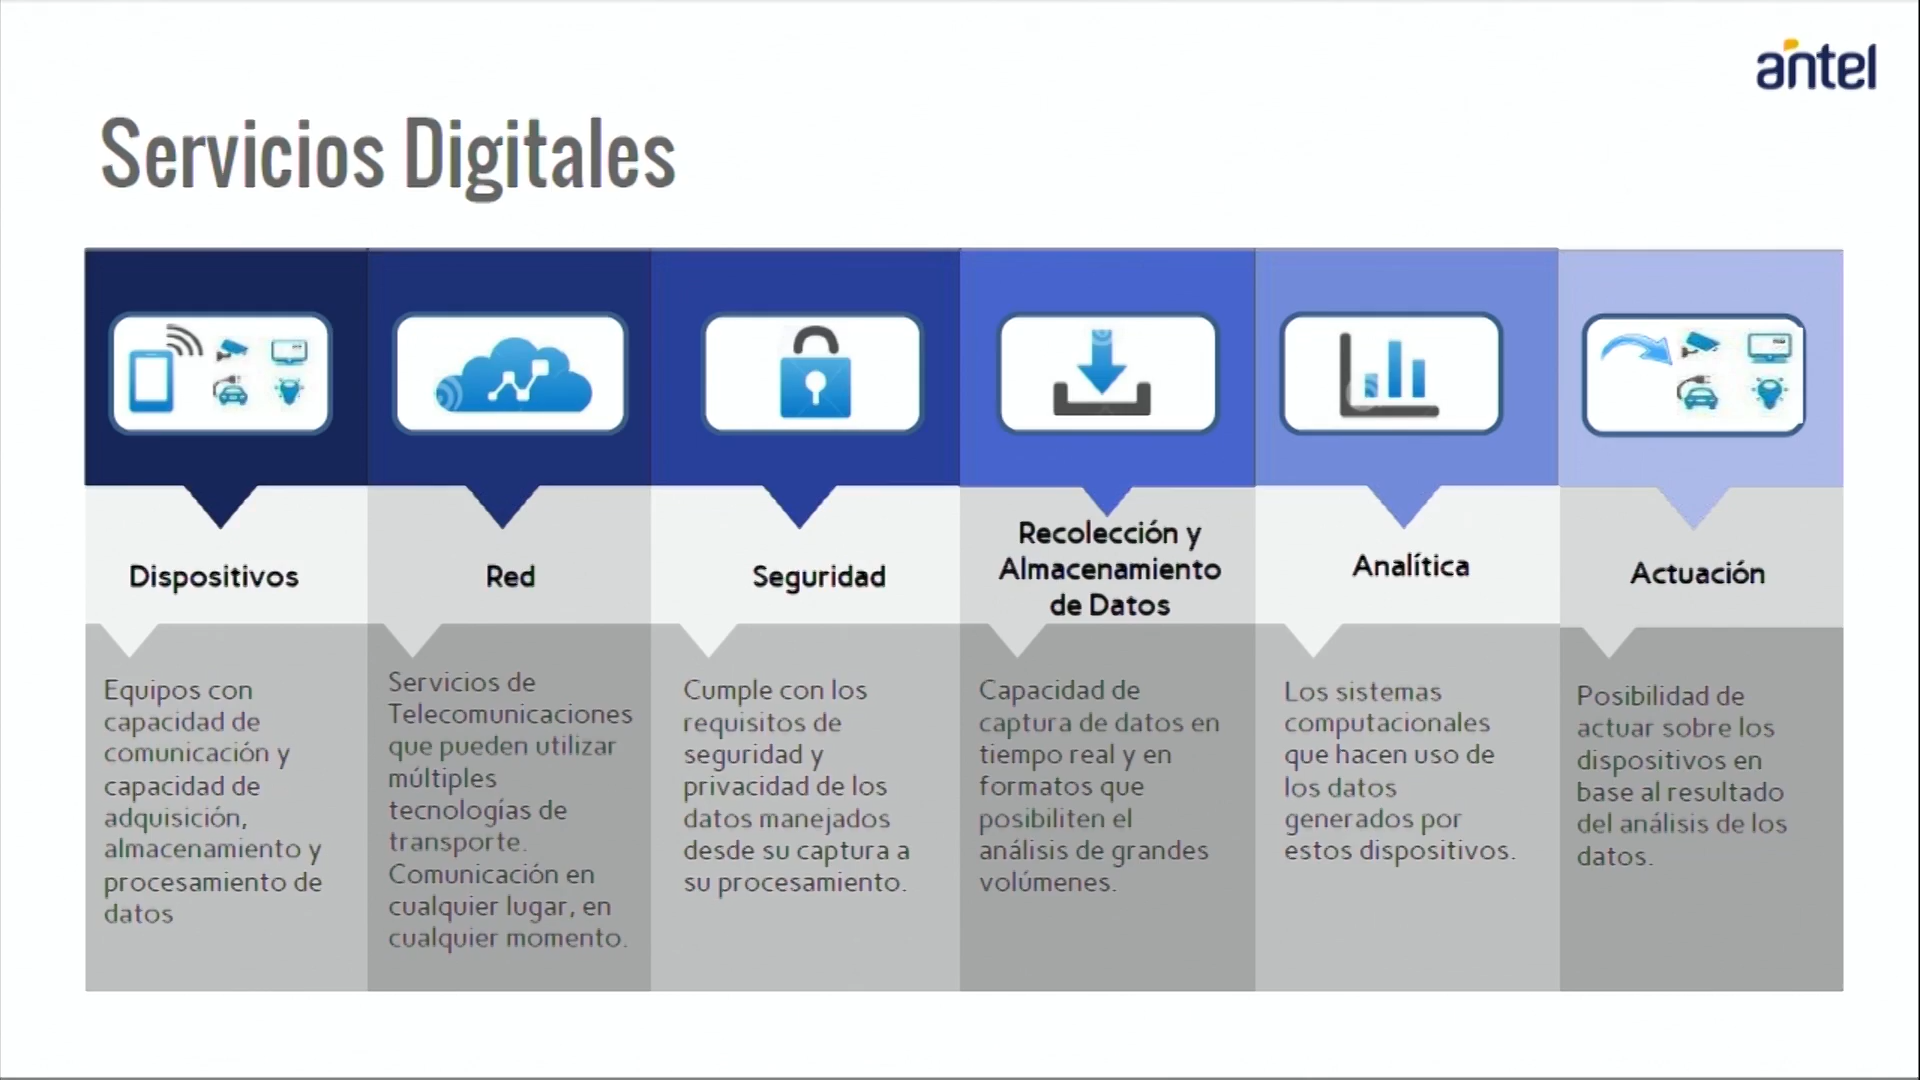 antel
Servicios Digitales
Dispositivos
Equipos con
capacidad de
comunicación y
capacidad de
adquisición,
almacenamiento y
procesamiento de
datos
Red
Servicios de
Telecomunicaciones
que pueden utilizar
múltiples
tecnologías de
transporte.
Comunicación en
cualquier lugar, en
cualquier momento.
Seguridad
Cumple con los
requisitos de
seguridad y
privacidad de los
datos manejados
desde su captura a
su procesamiento.
Recolección y
Almacenamiento
de Datos
Capacidad de
captura de datos en
tiempo real y en
formatos que
posibiliten el
análisis de grandes
volúmenes.
Analítica
Los sistemas
computacionales
que hacen uso de
los datos
generados por
estos dispositivos.
Actuación
Posibilidad de
actuar sobre los
dispositivos en
base al resultado
del análisis de los
datos.